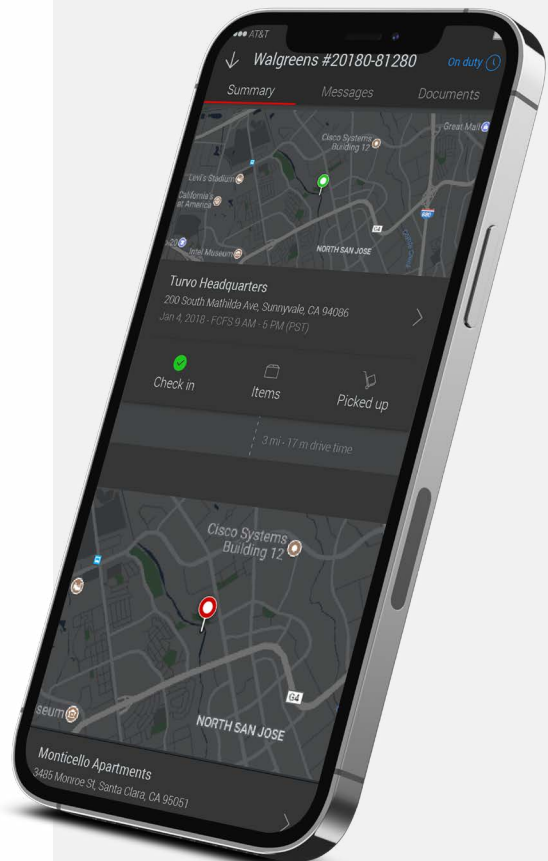 AT&T
Walgreens #20180-81280
On duty
Summary
Messages
Documents
Great Mall
Cisco Systems
Building 12
Levi's Stadium
California's
at America
Intel Museum
G4
NORTH SAN JOSE
Turvo Headquarters
200 South Mathilda Ave, Sunnyvale, CA 94086
Jan 4, 2018 - FCFS 9 AM - 5 PM (PST)
Check in
Items
Picked up
3 mi - 17 m drive time
Cisco Systems
Building 12
G4
seum
NORTH SAN JOSE
Monticello Apartments
3485 Monroe St, Santa Clara, CA 95051